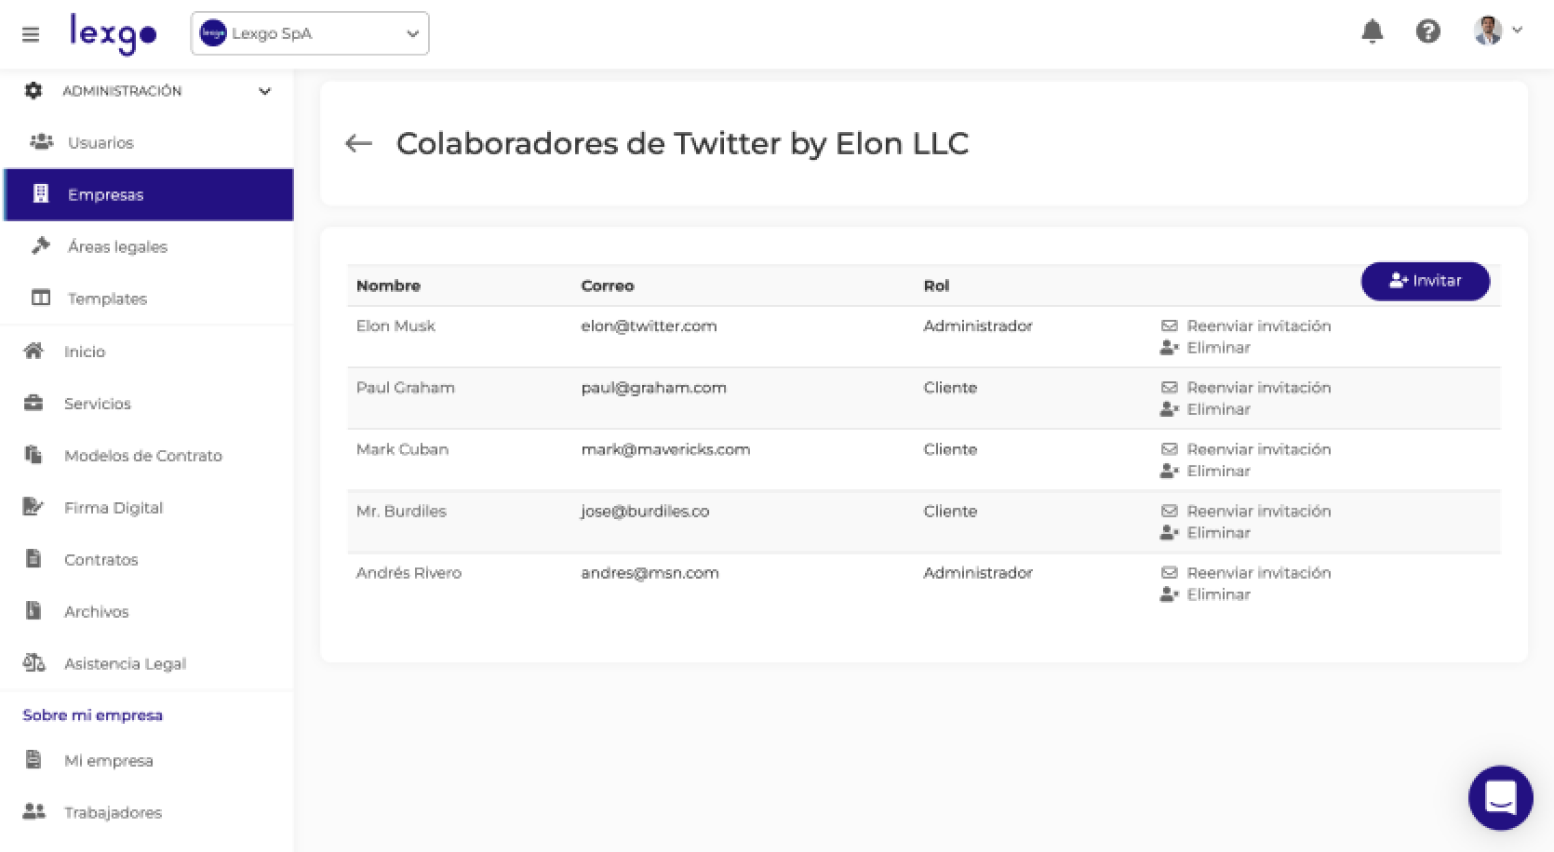 lexgo
lexgo Lexgo SpA
ADMINISTRACIÓN
Usuarios
Empresas
Áreas legales
Templates
Inicio
Servicios
Modelos de Contrato
Firma Digital
Contratos
Archivos
Asistencia Legal
Sobre mi empresa
Mi empresa
Trabajadores
Colaboradores de Twitter by Elon LLC
Invitar
Nombre Correo Rol
Elon Musk elon@twitter.com Administrador Reenviar invitación
Eliminar
Paul Graham paul@graham.com Cliente Reenviar invitación
Eliminar
Mark Cuban mark@mavericks.com Cliente Reenviar invitación
Eliminar
Mr. Burdiles jose@burdiles.co Cliente Reenviar invitación
Eliminar
Andrés Rivero andres@msn.com Administrador Reenviar invitación
Eliminar